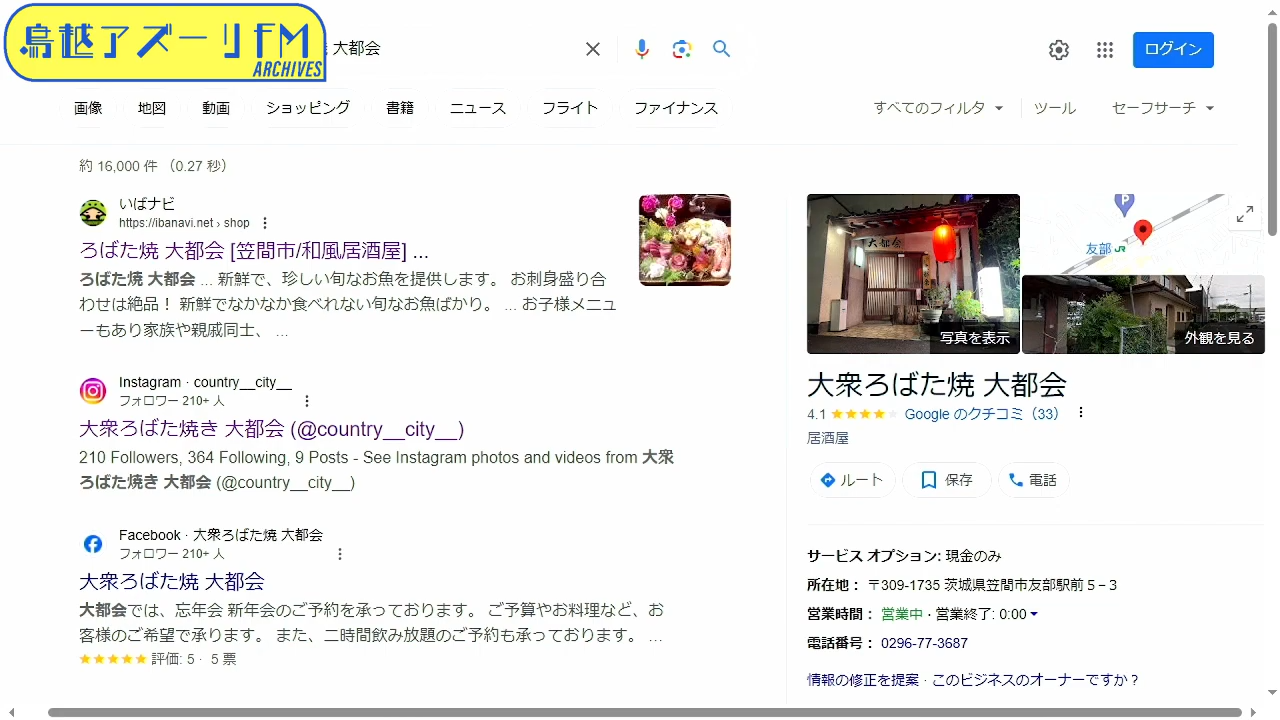 鳥越アズーリFM
ARCHIVES
大都会
ログイン
画像
地図
動画
ショッピング
書籍
ニュース
フライト
ファイナンス
すべてのフィルタ
ツール
セーフサーチ
約 16,000 件 （0.27 秒）
いばナビ
https://ibanavi.net › shop
ろばた焼 大都会 [笠間市/和風居酒屋] ...
ろばた焼 大都会 ... 新鮮で、珍しい旬なお魚を提供します。 お刺身盛り合
わせは絶品！ 新鮮でなかなか食べれない旬なお魚ばかり。 ... お子様メニュ
ーもあり家族や親戚同士、 ...
Instagram · country__city__
フォロワー 210+ 人
大衆ろばた焼き 大都会 (@country__city__)
210 Followers, 364 Following, 9 Posts - See Instagram photos and videos from 大衆
ろばた焼き 大都会 (@country__city__)
Facebook · 大衆ろばた焼 大都会
フォロワー 210+ 人
大衆ろばた焼 大都会
大都会では、忘年会 新年会のご予約を承っております。 ご予算やお料理など、お
客様のご希望で承ります。 また、二時間飲み放題のご予約も承っております。 ...
評価: 5 · 5 票
大都会
写真を表示
P
友部 JR
外観を見る
大衆ろばた焼 大都会
4.1 Google のクチコミ（33）
居酒屋
ルート
保存
電話
サービス オプション: 現金のみ
所在地： 〒309-1735 茨城県笠間市友部駅前５−３
営業時間： 営業中 · 営業終了: 0:00
電話番号： 0296-77-3687
情報の修正を提案 · このビジネスのオーナーですか？